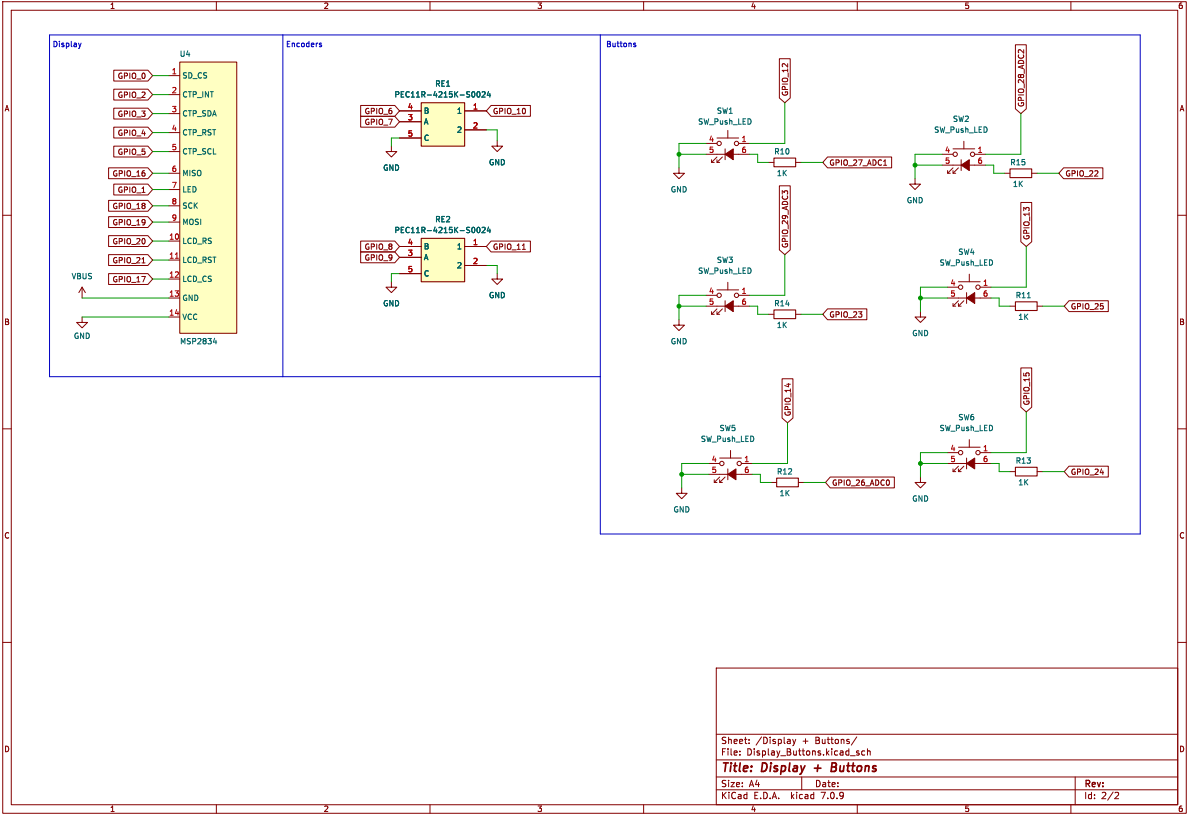 1 2 3 4 5 6
A
B
C
D
Display
U4
GPIO_0 1 SD_CS
GPIO_2 2 CTP_INT
GPIO_3 3 CTP_SDA
GPIO_4 4 CTP_RST
GPIO_5 5 CTP_SCL
GPIO_16 6 MISO
GPIO_1 7 LED
GPIO_18 8 SCK
GPIO_19 9 MOSI
GPIO_20 10 LCD_RS
GPIO_21 11 LCD_RST
GPIO_17 12 LCD_CS
VBUS 13 GND
14 VCC
GND
MSP2834
Encoders
RE1
PEC11R-4215K-S0024
GPIO_6 4 B 1 1 GPIO_10
GPIO_7 3 A
5 C 2 2
GND GND
RE2
PEC11R-4215K-S0024
GPIO_8 4 B 1 1 GPIO_11
GPIO_9 3 A
5 C 2 2
GND GND
Buttons
GPIO_12
SW1
SW_Push_LED
4 1
5 6
R10
1K
GPIO_27_ADC1
GND
GPIO_28_ADC2
SW2
SW_Push_LED
4 1
5 6
R15
1K
GPIO_22
GND
GPIO_29_ADC3
SW3
SW_Push_LED
4 1
5 6
R14
1K
GPIO_23
GND
GPIO_13
SW4
SW_Push_LED
4 1
5 6
R11
1K
GPIO_25
GND
GPIO_14
SW5
SW_Push_LED
4 1
5 6
R12
1K
GPIO_26_ADC0
GND
GPIO_15
SW6
SW_Push_LED
4 1
5 6
R13
1K
GPIO_24
GND
Sheet: /Display + Buttons/
File: Display_Buttons.kicad_sch
Title: Display + Buttons
Size: A4 Date: Rev:
KiCad E.D.A. kicad 7.0.9 Id: 2/2
A
B
C
D
1 2 3 4 5 6